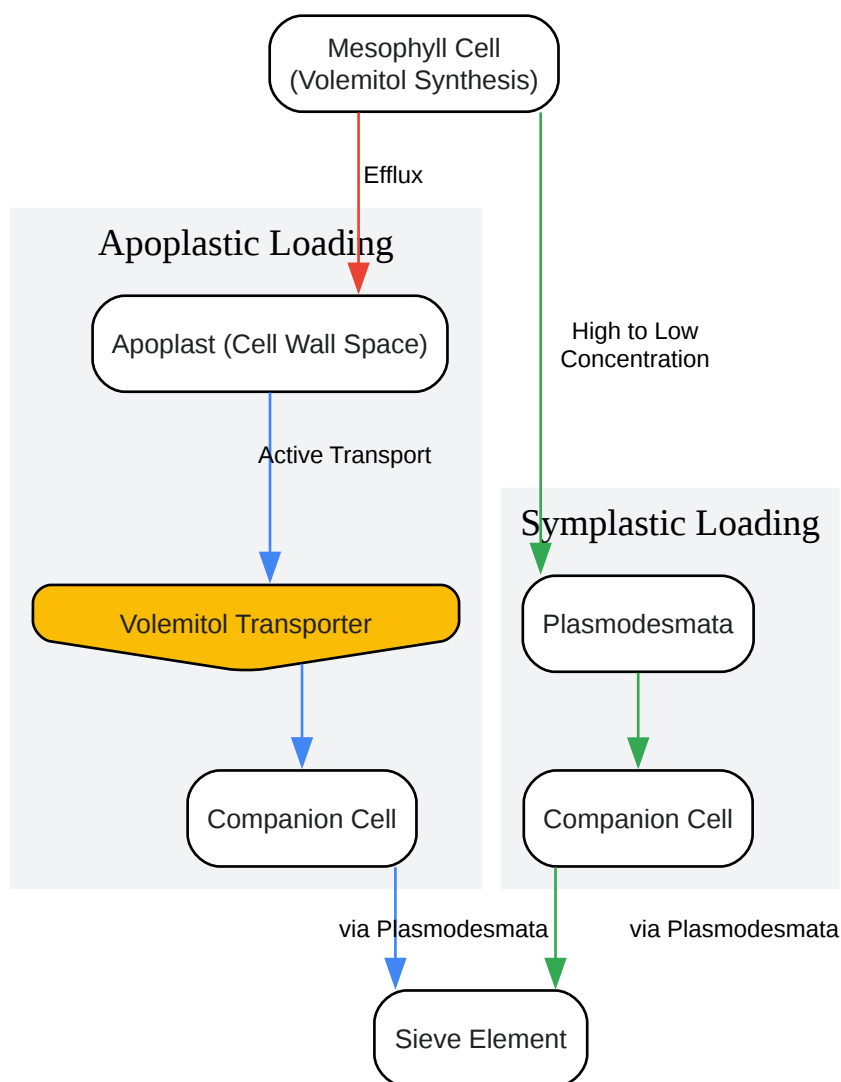 Mesophyll Cell
(Volemitol Synthesis)
Efflux
Apoplastic Loading
Apoplast (Cell Wall Space)
High to Low
Concentration
Active Transport
Symplastic Loading
Volemitol Transporter
Plasmodesmata
Companion Cell
Companion Cell
via Plasmodesmata
via Plasmodesmata
Sieve Element